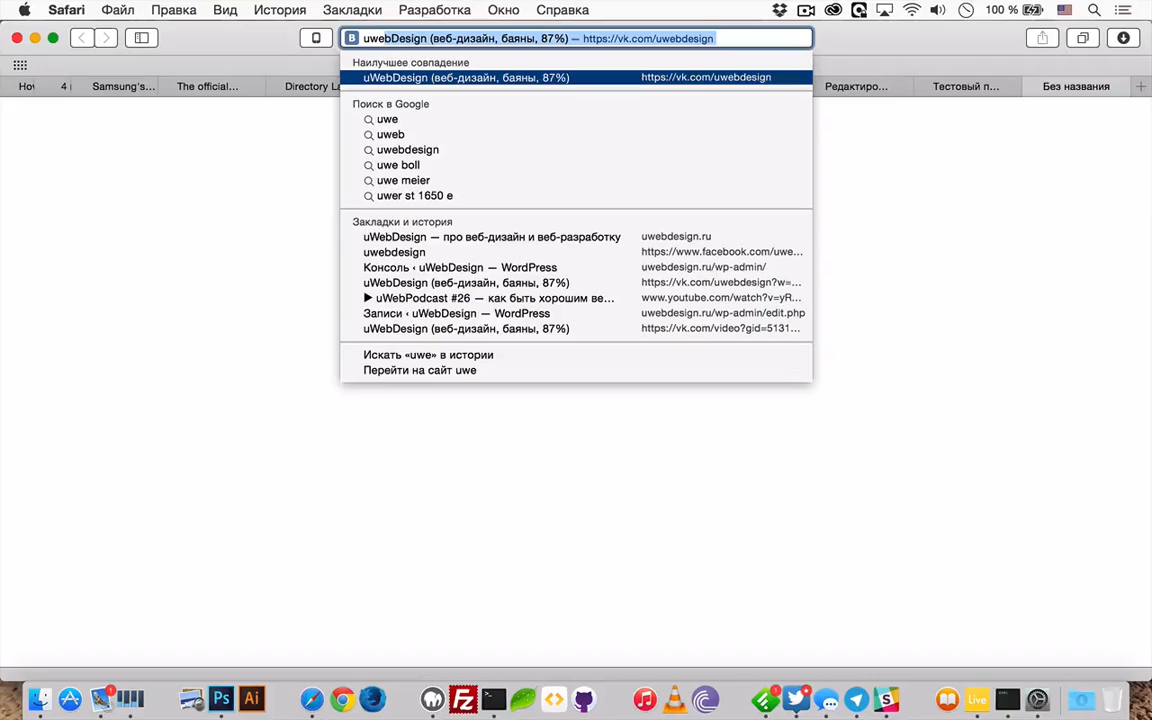 Safari Файл Правка Вид История Закладки Разработка Окно Справка 100 %
B uwebDesign (веб-дизайн, баяны, 87%) — https://vk.com/uwebdesign
Наилучшее совпадение
uWebDesign (веб-дизайн, баяны, 87%) https://vk.com/uwebdesign
4 Samsung's... The official... Редактиро... Тестовый п... Без названия
Поиск в Google
uwe
uweb
uwebdesign
uwe boll
uwe meier
uwer st 1650 e
Закладки и история
uWebDesign — про веб-дизайн и веб-разработку uwebdesign.ru
uwebdesign https://www.facebook.com/uwe...
Консоль ‹ uWebDesign — WordPress uwebdesign.ru/wp-admin/
uWebDesign (веб-дизайн, баяны, 87%) https://vk.com/uwebdesign?w=...
▶ uWebPodcast #26 — как быть хорошим ве... www.youtube.com/watch?v=yR...
Записи ‹ uWebDesign — WordPress uwebdesign.ru/wp-admin/edit.php
uWebDesign (веб-дизайн, баяны, 87%) https://vk.com/video?gid=5131...
Искать «uwe» в истории
Перейти на сайт uwe
Ps Ai Fz Live